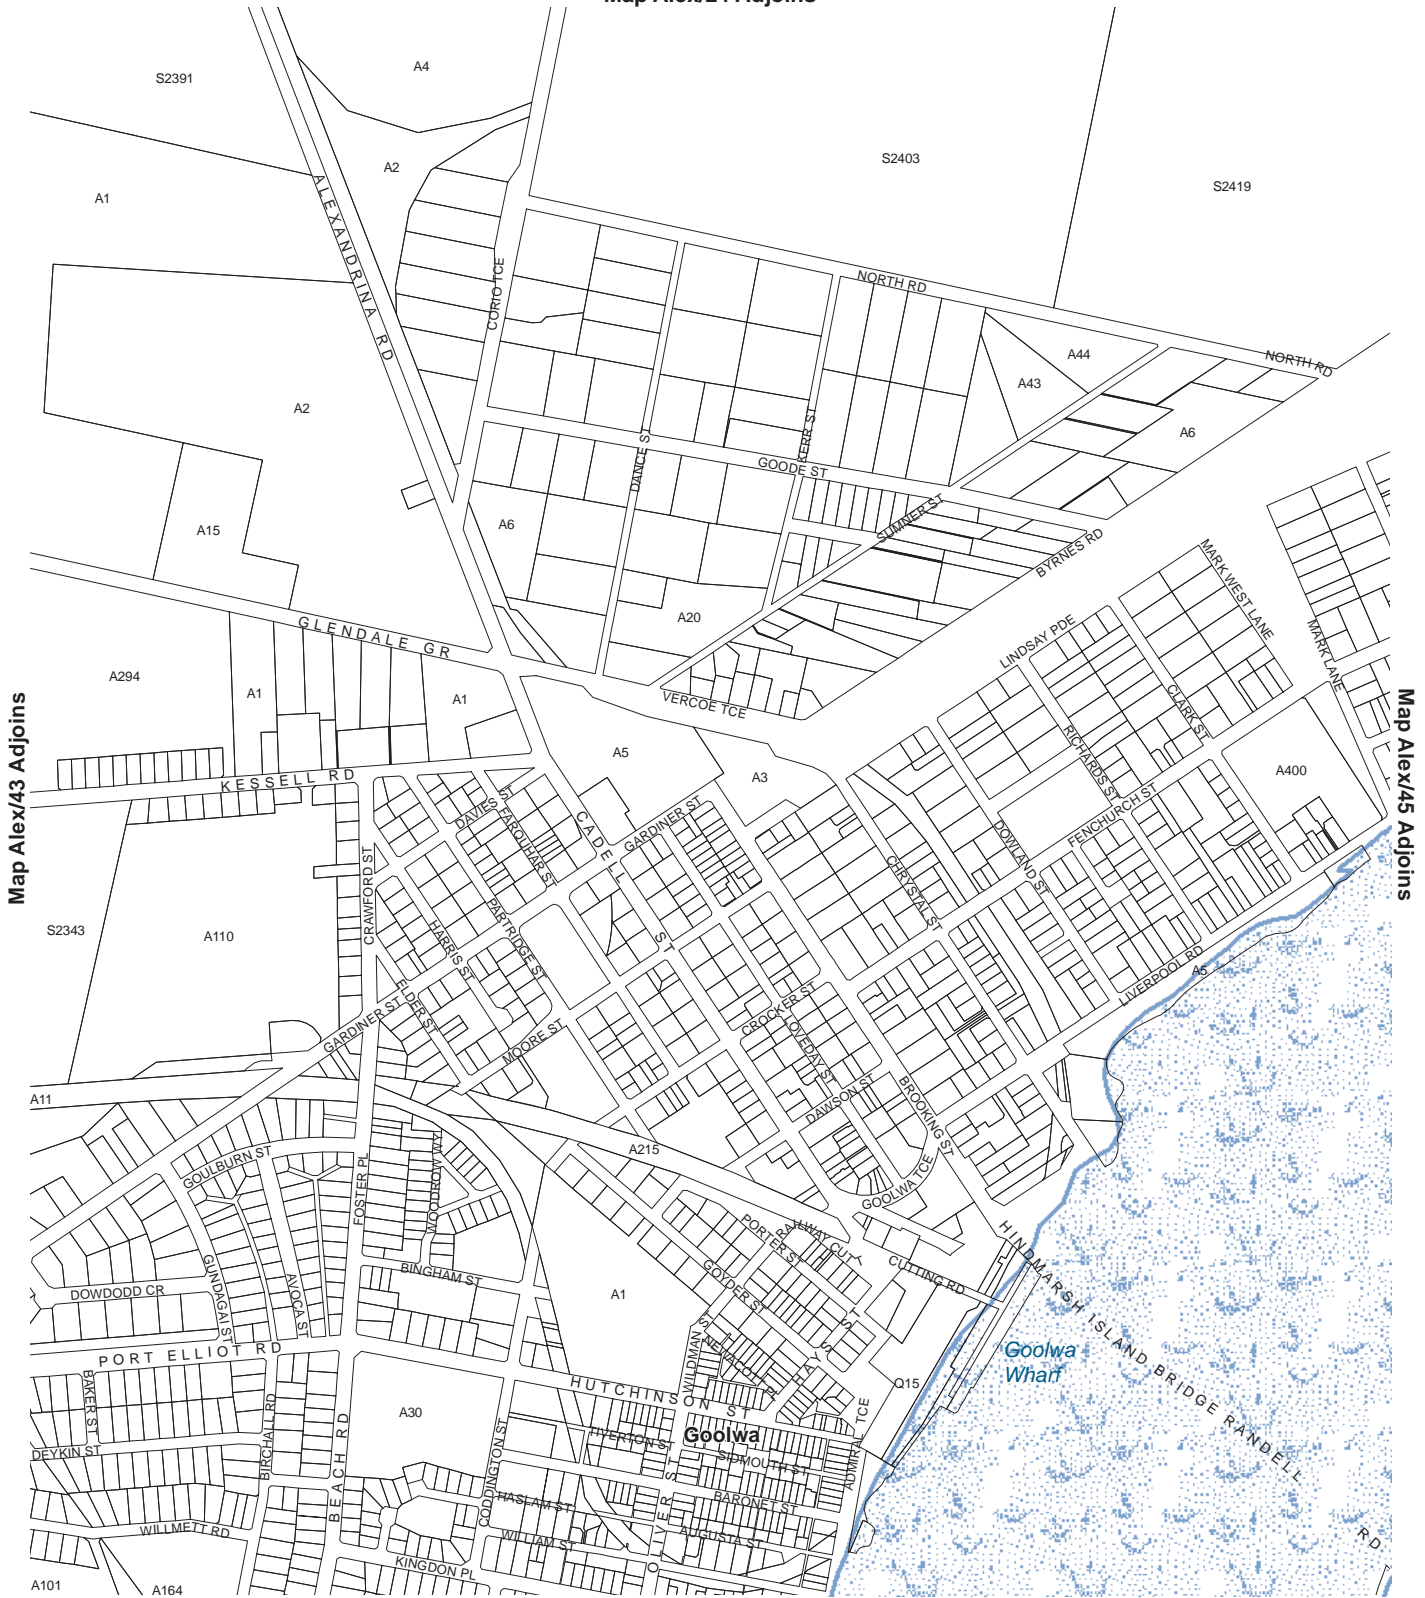 S2391
A4
S2403
S2419
A1
A2
ALEXANDRINA RD
CORIO TCE
NORTH RD
A44
A43
NORTH RD
A2
A6
KERR ST
DANCE ST
GOODE ST
A15
A6
SUMNER ST
BYRNES RD
MARK WEST LANE
GLENDALE GR
A20
LINDSAY PDE
MARK LANE
A294
A1
A1
VERCOE TCE
CLARK ST
Map Alex/43 Adjoins
Map Alex/45 Adjoins
A5
A3
RICHARDS ST
A400
KESSELL RD
DAVIES ST
FARQUHAR ST
CADELL ST
GARDINER ST
FENCHURCH ST
DOWLAND ST
CHRYSTAL ST
CRAWFORD ST
S2343
A110
HARRIS ST
PARTRIDGE ST
A5
LIVERPOOL RD
ELDER ST
GARDINER ST
MOORE ST
CROCKER ST
LOVEDAY ST
DAWSON ST
BROOKING ST
A11
A215
GOULBURN ST
FOSTER PL
WOODROW WY
GOOLWA TCE
PORTER ST
RAILWAY CUTT
CUTTING RD
HINDMARSH ISLAND BRIDGE RANDELL
RD
GUNDAGAI ST
AVOCA ST
BINGHAM ST
GOYDER ST
DOWDODD CR
A1
Goolwa
Wharf
PORT ELLIOT RD
WILDMAN ST
HAY ST
Q15
BAKER ST
BIRCHALL RD
BEACH RD
A30
HUTCHINSON ST
Goolwa
TIVERTON ST
SIDMOUTH ST
ADMIRAL TCE
DEYKIN ST
CODDINGTON ST
HASLAM ST
OLIVER ST
BARONET ST
WILLMETT RD
WILLIAM ST
AUGUSTA ST
KINGDON PL
A101
A164